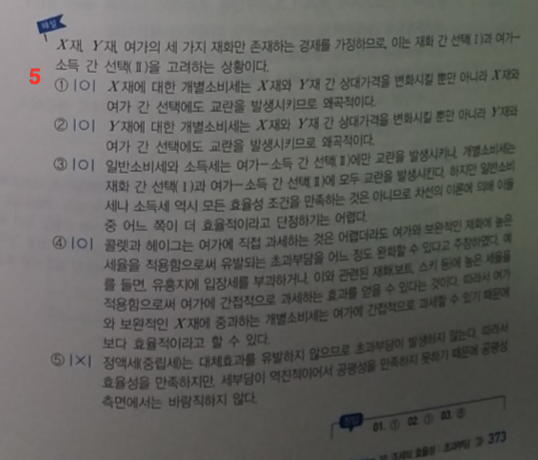 해설
X재, Y재, 여가의 세 가지 재화만 존재하는 경제를 가정하므로, 이는 재화 간 선택(Ⅰ)과 여가-
소득 간 선택(Ⅱ)을 고려하는 상황이다.
5
① |O| X재에 대한 개별소비세는 X재와 Y재 간 상대가격을 변화시킬 뿐만 아니라 X재와
여가 간 선택에도 교란을 발생시키므로 왜곡적이다.
② |O| Y재에 대한 개별소비세는 X재와 Y재 간 상대가격을 변화시킬 뿐만 아니라 Y재와
여가 간 선택에도 교란을 발생시키므로 왜곡적이다.
③ |O| 일반소비세와 소득세는 여가-소득 간 선택(Ⅱ)에만 교란을 발생시키나, 개별소비세는
재화 간 선택(Ⅰ)과 여가-소득 간 선택(Ⅱ)에 모두 교란을 발생시킨다. 하지만 일반소비
세나 소득세 역시 모든 효율성 조건을 만족하는 것은 아니므로 차선의 이론에 의해 이들
중 어느 쪽이 더 효율적이라고 단정하기는 어렵다.
④ |O| 콜렛과 헤이그는 여가에 직접 과세하는 것은 어렵더라도 여가와 보완적인 재화에 높은
세율을 적용함으로써 유발되는 초과부담을 어느 정도 완화할 수 있다고 주장하였다. 예
를 들면, 유흥지에 입장세를 부과하거나, 이와 관련된 재화(보트, 스키 등)에 높은 세율을
적용함으로써 여가에 간접적으로 과세하는 효과를 얻을 수 있다는 것이다. 따라서 여가
와 보완적인 X재에 중과하는 개별소비세는 여가에 간접적으로 과세할 수 있기 때문에
보다 효율적이라고 할 수 있다.
⑤ |X| 정액세(중립세)는 대체효과를 유발하지 않으므로 초과부담이 발생하지 않는다. 따라서
효율성을 만족하지만, 세부담이 역진적이어서 공평성을 만족하지 못하기 때문에 공평성
측면에서는 바람직하지 않다.
정답 01. ① 02. ① 03. ④
조세의 효율성 : 초과부담 373